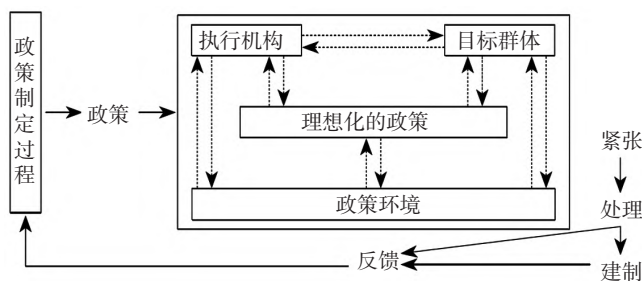 政策制定过程
政策
执行机构
目标群体
理想化的政策
政策环境
紧张
处理
建制
反馈